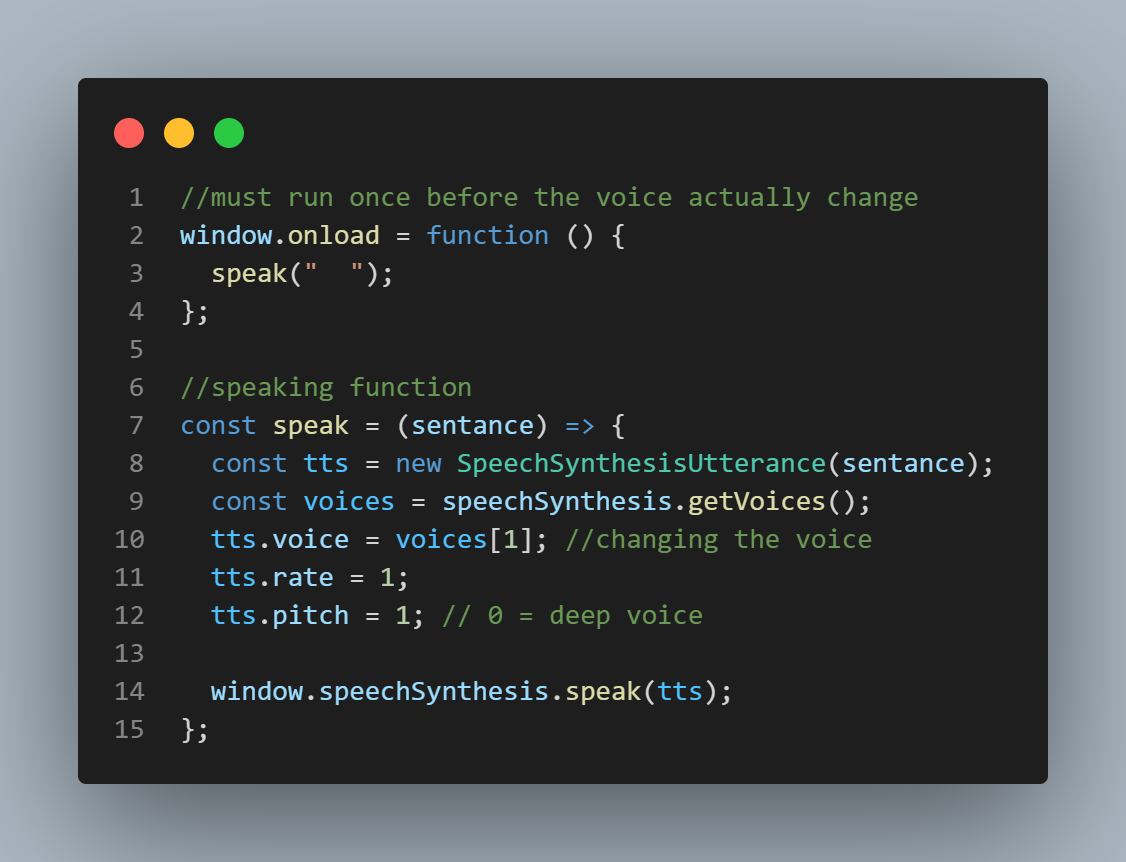 1 //must run once before the voice actually change
2 window.onload = function () {
3   speak("  ");
4 };
5
6 //speaking function
7 const speak = (sentance) => {
8   const tts = new SpeechSynthesisUtterance(sentance);
9   const voices = speechSynthesis.getVoices();
10   tts.voice = voices[1]; //changing the voice
11   tts.rate = 1;
12   tts.pitch = 1; // 0 = deep voice
13
14   window.speechSynthesis.speak(tts);
15 };